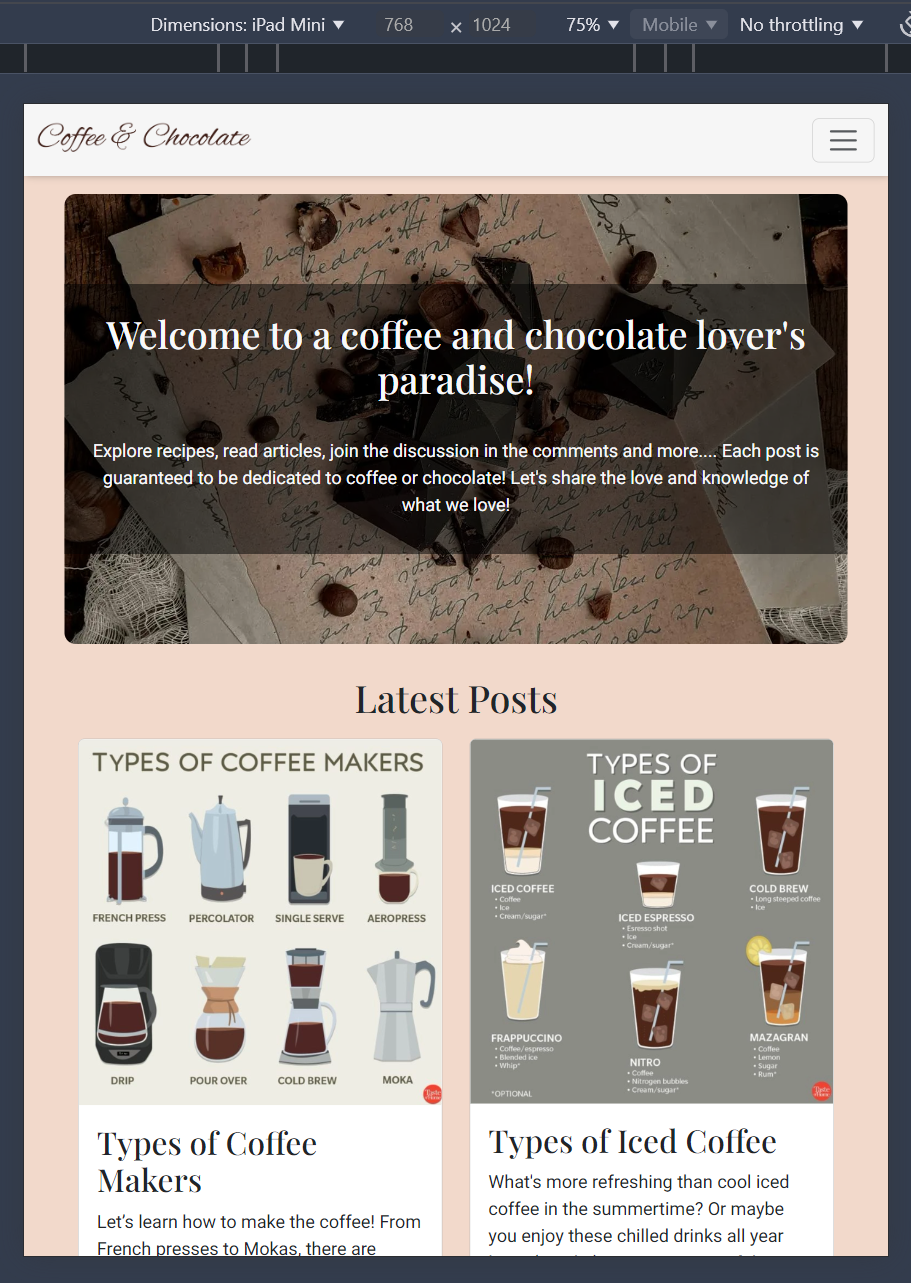 Dimensions: iPad Mini ▼ 768 × 1024 75% ▼ Mobile ▼ No throttling ▼
Coffee & Chocolate
Welcome to a coffee and chocolate lover's
paradise!
Explore recipes, read articles, join the discussion in the comments and more.... Each post is
guaranteed to be dedicated to coffee or chocolate! Let's share the love and knowledge of
what we love!
Latest Posts
TYPES OF COFFEE MAKERS
FRENCH PRESS PERCOLATOR SINGLE SERVE AEROPRESS
DRIP POUR OVER COLD BREW MOKA
Types of Coffee
Makers
Let's learn how to make the coffee! From
French presses to Mokas, there are
TYPES OF
ICED
COFFEE
ICED COFFEE
• Coffee
• Ice
• Cream/sugar*
ICED ESPRESSO
• Esresso shot
• Ice
• Cream/sugar*
COLD BREW
• Long steeped coffee
• Ice
FRAPPUCCINO
• Coffee/espresso
• Blended ice
• Whip*
NITRO
• Coffee
• Nitrogen bubbles
• Cream/sugar*
MAZAGRAN
• Coffee
• Lemon
• Sugar
• Rum*
*OPTIONAL
Types of Iced Coffee
What's more refreshing than cool iced
coffee in the summertime? Or maybe
you enjoy these chilled drinks all year